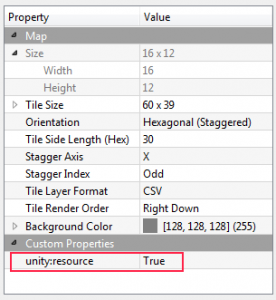 Property Value
Map
Size 16 x 12
Width 16
Height 12
Tile Size 60 x 39
Orientation Hexagonal (Staggered)
Tile Side Length (Hex) 30
Stagger Axis X
Stagger Index Odd
Tile Layer Format CSV
Tile Render Order Right Down
Background Color [128, 128, 128] (255)
Custom Properties
unity:resource True